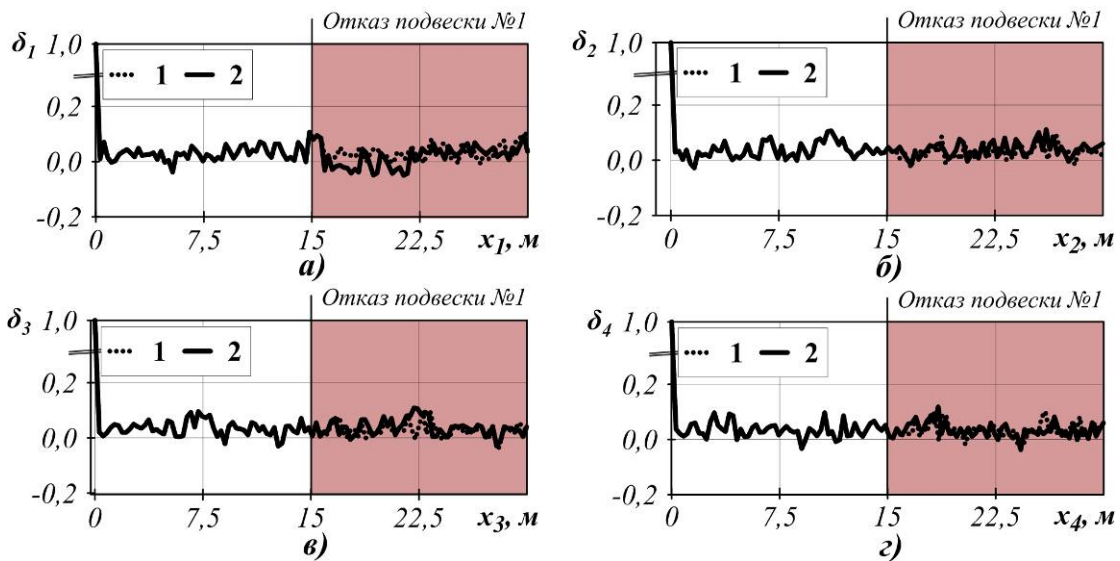 Отказ подвески №1
δ1 1,0
1 2
0,2
0,0
-0,2
0 7,5 15 22,5 x1, м
а)
Отказ подвески №1
δ2 1,0
1 2
0,2
0,0
-0,2
0 7,5 15 22,5 x2, м
б)
Отказ подвески №1
δ3 1,0
1 2
0,2
0,0
-0,2
0 7,5 15 22,5 x3, м
в)
Отказ подвески №1
δ4 1,0
1 2
0,2
0,0
-0,2
0 7,5 15 22,5 x4, м
г)